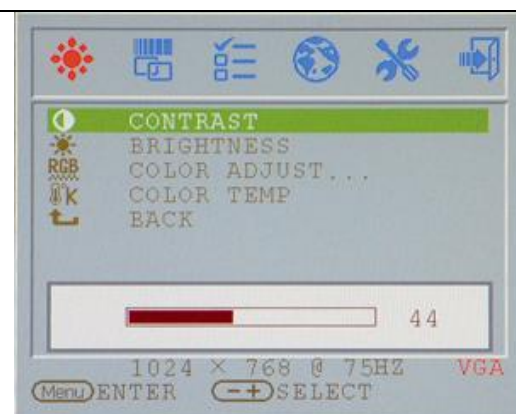 CONTRAST
BRIGHTNESS
RGB COLOR ADJUST...
°K COLOR TEMP
BACK
44
1024 × 768 @ 75HZ VGA
Menu ENTER - + SELECT